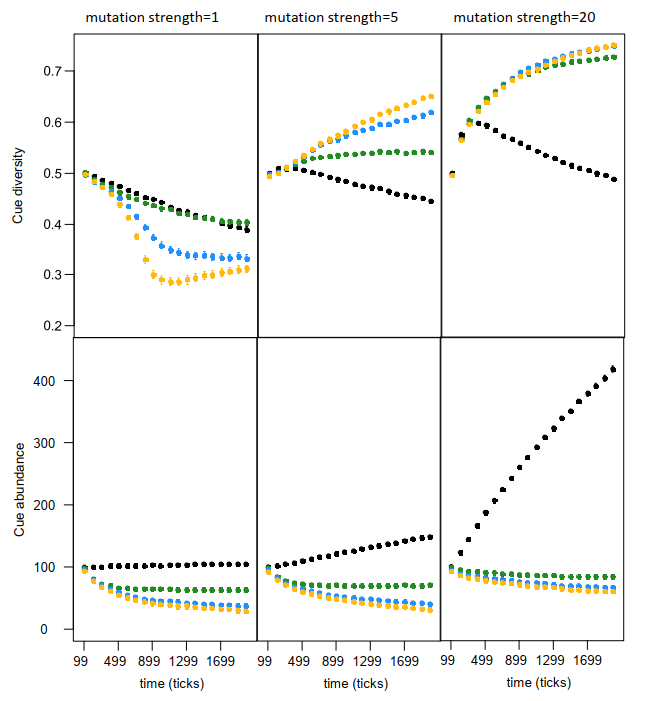 mutation strength=1 mutation strength=5 mutation strength=20
Cue diversity
0.7
0.6
0.5
0.4
0.3
0.2
Cue abundance
400
300
200
100
0
99 499 899 1299 1699 99 499 899 1299 1699 99 499 899 1299 1699
time (ticks) time (ticks) time (ticks)